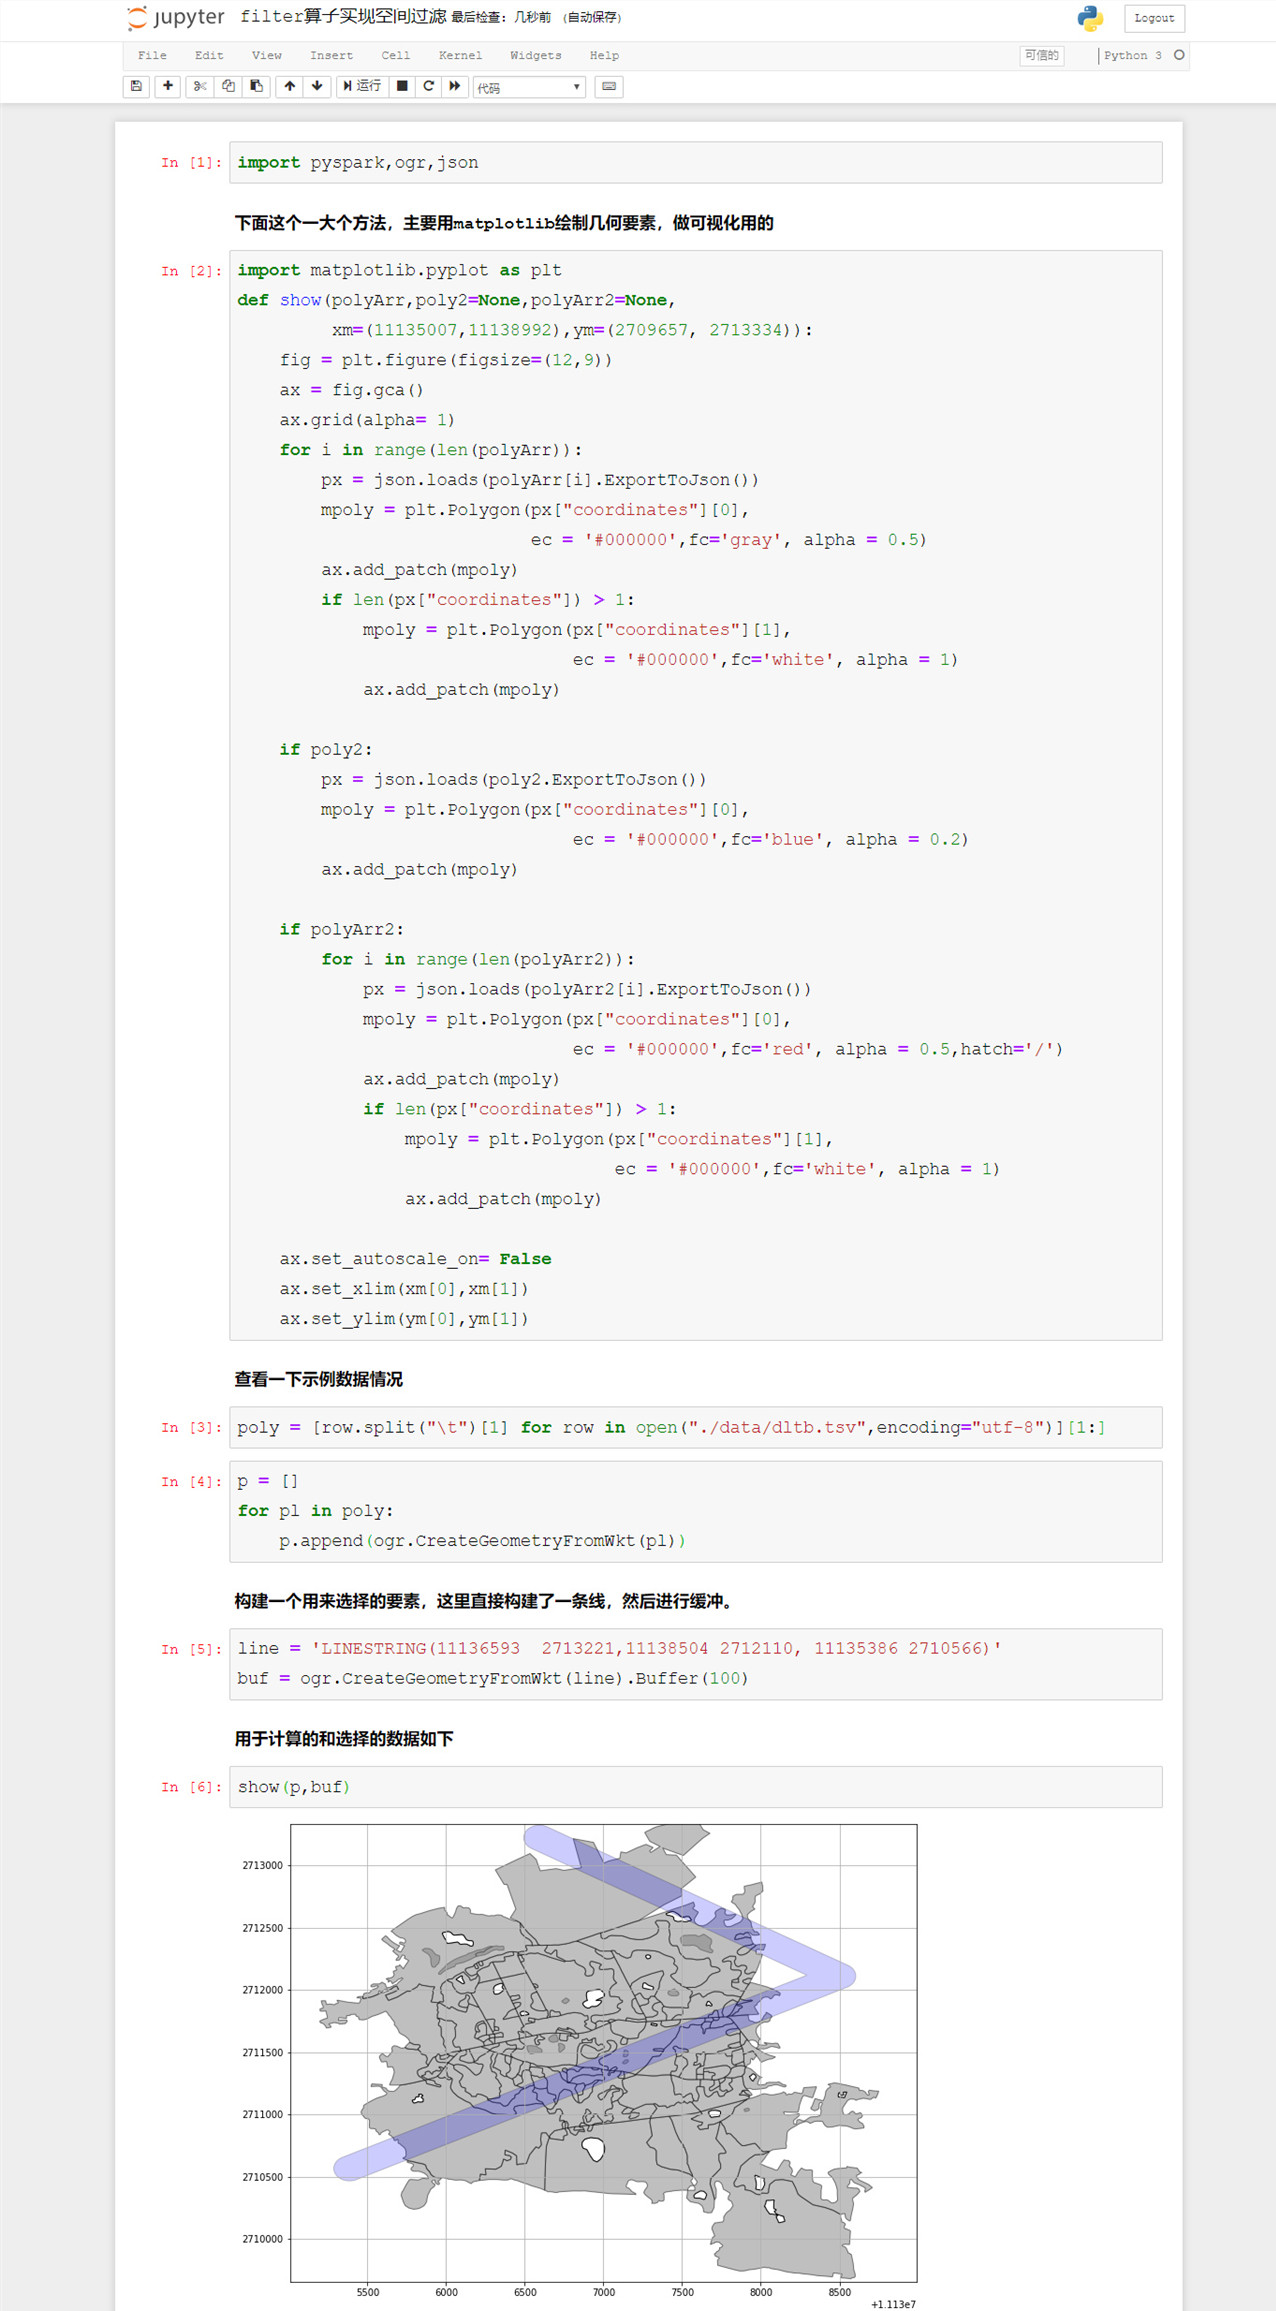 jupyter filter算子实现空间过滤 最后检查：几秒前 (自动保存) Logout
File Edit View Insert Cell Kernel Widgets Help 可信的 Python 3
运行 代码
In [1]: import pyspark,ogr,json
下面这个一大个方法，主要用matplotlib绘制几何要素，做可视化用的
In [2]: import matplotlib.pyplot as plt
def show(polyArr,poly2=None,polyArr2=None,
         xm=(11135007,11138992),ym=(2709657, 2713334)):
    fig = plt.figure(figsize=(12,9))
    ax = fig.gca()
    ax.grid(alpha= 1)
    for i in range(len(polyArr)):
        px = json.loads(polyArr[i].ExportToJson())
        mpoly = plt.Polygon(px["coordinates"][0],
                            ec = '#000000',fc='gray', alpha = 0.5)
        ax.add_patch(mpoly)
        if len(px["coordinates"]) > 1:
            mpoly = plt.Polygon(px["coordinates"][1],
                                ec = '#000000',fc='white', alpha = 1)
            ax.add_patch(mpoly)
    if poly2:
        px = json.loads(poly2.ExportToJson())
        mpoly = plt.Polygon(px["coordinates"][0],
                                ec = '#000000',fc='blue', alpha = 0.2)
        ax.add_patch(mpoly)
    if polyArr2:
        for i in range(len(polyArr2)):
            px = json.loads(polyArr2[i].ExportToJson())
            mpoly = plt.Polygon(px["coordinates"][0],
                                ec = '#000000',fc='red', alpha = 0.5,hatch='/')
            ax.add_patch(mpoly)
            if len(px["coordinates"]) > 1:
                mpoly = plt.Polygon(px["coordinates"][1],
                                    ec = '#000000',fc='white', alpha = 1)
                ax.add_patch(mpoly)
    ax.set_autoscale_on= False
    ax.set_xlim(xm[0],xm[1])
    ax.set_ylim(ym[0],ym[1])
查看一下示例数据情况
In [3]: poly = [row.split("\t")[1] for row in open("./data/dltb.tsv",encoding="utf-8")][1:]
In [4]: p = []
for pl in poly:
    p.append(ogr.CreateGeometryFromWkt(pl))
构建一个用来选择的要素，这里直接构建了一条线，然后进行缓冲。
In [5]: line = 'LINESTRING(11136593  2713221,11138504 2712110, 11135386 2710566)'
buf = ogr.CreateGeometryFromWkt(line).Buffer(100)
用于计算的和选择的数据如下
In [6]: show(p,buf)
2713000
2712500
2712000
2711500
2711000
2710500
2710000
5500 6000 6500 7000 7500 8000 8500
+1.113e7